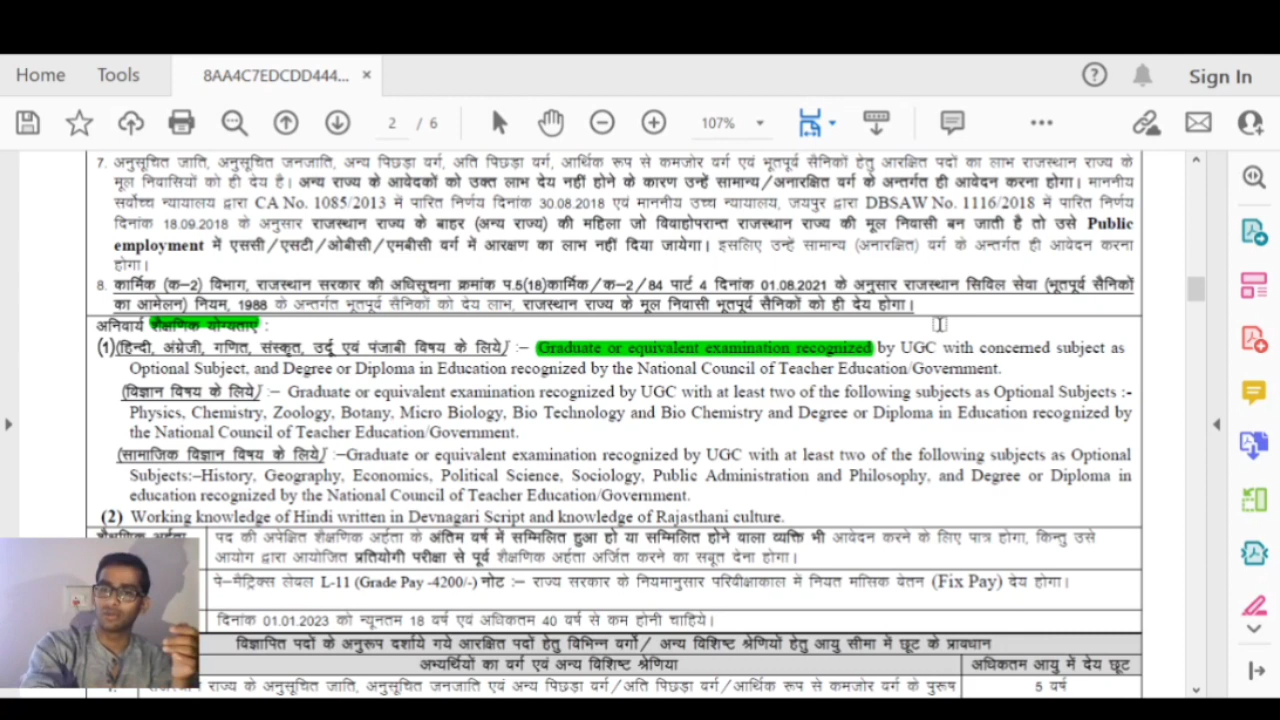 Home Tools 8AA4C7EDCDD444... × Sign In
2 / 6 107%
7. अनुसूचित जाति, अनुसूचित जनजाति, अन्य पिछड़ा वर्ग, अति पिछड़ा वर्ग, आर्थिक रूप से कमजोर वर्ग एवं भूतपूर्व सैनिकों हेतु आरक्षित पदों का लाभ राजस्थान राज्य के
मूल निवासियों को ही देय है। अन्य राज्य के आवेदकों को उक्त लाभ देय नहीं होने के कारण उन्हें सामान्य/अनारक्षित वर्ग के अन्तर्गत ही आवेदन करना होगा। माननीय
सर्वोच्च न्यायालय द्वारा CA No. 1085/2013 में पारित निर्णय दिनांक 30.08.2018 एवं माननीय उच्च न्यायालय, जयपुर द्वारा DBSAW No. 1116/2018 में पारित निर्णय
दिनांक 18.09.2018 के अनुसार राजस्थान राज्य के बाहर (अन्य राज्य) की महिला जो विवाहोपरान्त राजस्थान राज्य की मूल निवासी बन जाती है तो उसे Public
employment में एससी/एसटी/ओबीसी/एमबीसी वर्ग में आरक्षण का लाभ नहीं दिया जायेगा। इसलिए उन्हें सामान्य (अनारक्षित) वर्ग के अन्तर्गत ही आवेदन करना
होगा।
8. कार्मिक (क–2) विभाग, राजस्थान सरकार की अधिसूचना क्रमांक प.5(18)कार्मिक/क–2/84 पार्ट 4 दिनांक 01.08.2021 के अनुसार राजस्थान सिविल सेवा (भूतपूर्व सैनिकों
का आमेलन) नियम, 1988 के अन्तर्गत भूतपूर्व सैनिकों को देय लाभ, राजस्थान राज्य के मूल निवासी भूतपूर्व सैनिकों को ही देय होगा।
अनिवार्य शैक्षणिक योग्यताएं :
(1)(हिन्दी, अंग्रेजी, गणित, संस्कृत, उर्दू एवं पंजाबी विषय के लिये) :– Graduate or equivalent examination recognized by UGC with concerned subject as
Optional Subject, and Degree or Diploma in Education recognized by the National Council of Teacher Education/Government.
(विज्ञान विषय के लिये) :– Graduate or equivalent examination recognized by UGC with at least two of the following subjects as Optional Subjects :-
Physics, Chemistry, Zoology, Botany, Micro Biology, Bio Technology and Bio Chemistry and Degree or Diploma in Education recognized by
the National Council of Teacher Education/Government.
(सामाजिक विज्ञान विषय के लिये) :–Graduate or equivalent examination recognized by UGC with at least two of the following subjects as Optional
Subjects:–History, Geography, Economics, Political Science, Sociology, Public Administration and Philosophy, and Degree or Diploma in
education recognized by the National Council of Teacher Education/Government.
(2) Working knowledge of Hindi written in Devnagari Script and knowledge of Rajasthani culture.
शैक्षणिक अर्हता पद की अपेक्षित शैक्षणिक अर्हता के अंतिम वर्ष में सम्मिलित हुआ हो या सम्मिलित होने वाला व्यक्ति भी आवेदन करने के लिए पात्र होगा, किन्तु उसे
आयोग द्वारा आयोजित प्रतियोगी परीक्षा से पूर्व शैक्षणिक अर्हता अर्जित करने का सबूत देना होगा।
पे–मैट्रिक्स लेवल L-11 (Grade Pay -4200/-) नोट :– राज्य सरकार के नियमानुसार परिवीक्षाकाल में नियत मासिक वेतन (Fix Pay) देय होगा।
दिनांक 01.01.2023 को न्यूनतम 18 वर्ष एवं अधिकतम 40 वर्ष से कम होनी चाहिये।
विज्ञापित पदों के अनुरूप दर्शाये गये आरक्षित पदों हेतु विभिन्न वर्गो/ अन्य विशिष्ट श्रेणियों हेतु आयु सीमा में छूट के प्रावधान
अभ्यर्थियों का वर्ग एवं अन्य विशिष्ट श्रेणियां अधिकतम आयु में देय छूट
राज्य के अनुसूचित जाति, अनुसूचित जनजाति एवं अन्य पिछड़ा वर्ग/अति पिछड़ा वर्ग/आर्थिक रूप से कमजोर वर्ग के पुरूष 5 वर्ष